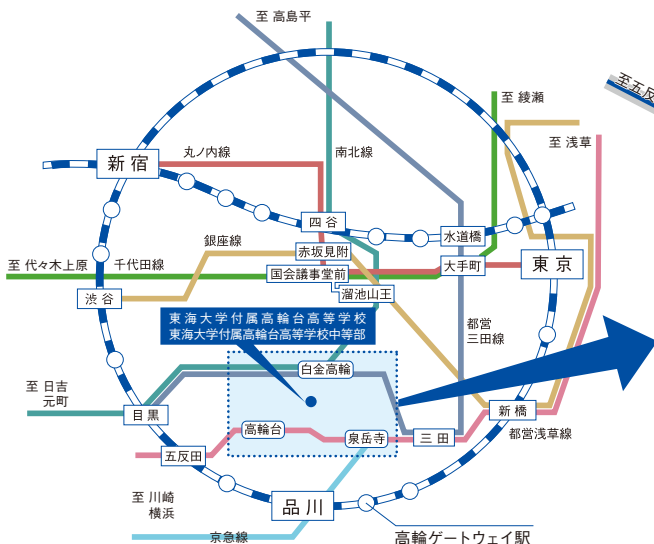 至 高島平
至五反
至 綾瀬
至 浅草
新宿
丸ノ内線
南北線
四谷
水道橋
銀座線
赤坂見附
至 代々木上原
千代田線
国会議事堂前
大手町
東京
渋谷
溜池山王
東海大学付属高輪台高等学校
東海大学付属高輪台高等学校中等部
都営
三田線
白金高輪
至 日吉
元町
目黒
新橋
高輪台
泉岳寺
三田
都営浅草線
五反田
至 川崎
横浜
品川
京急線
高輪ゲートウェイ駅